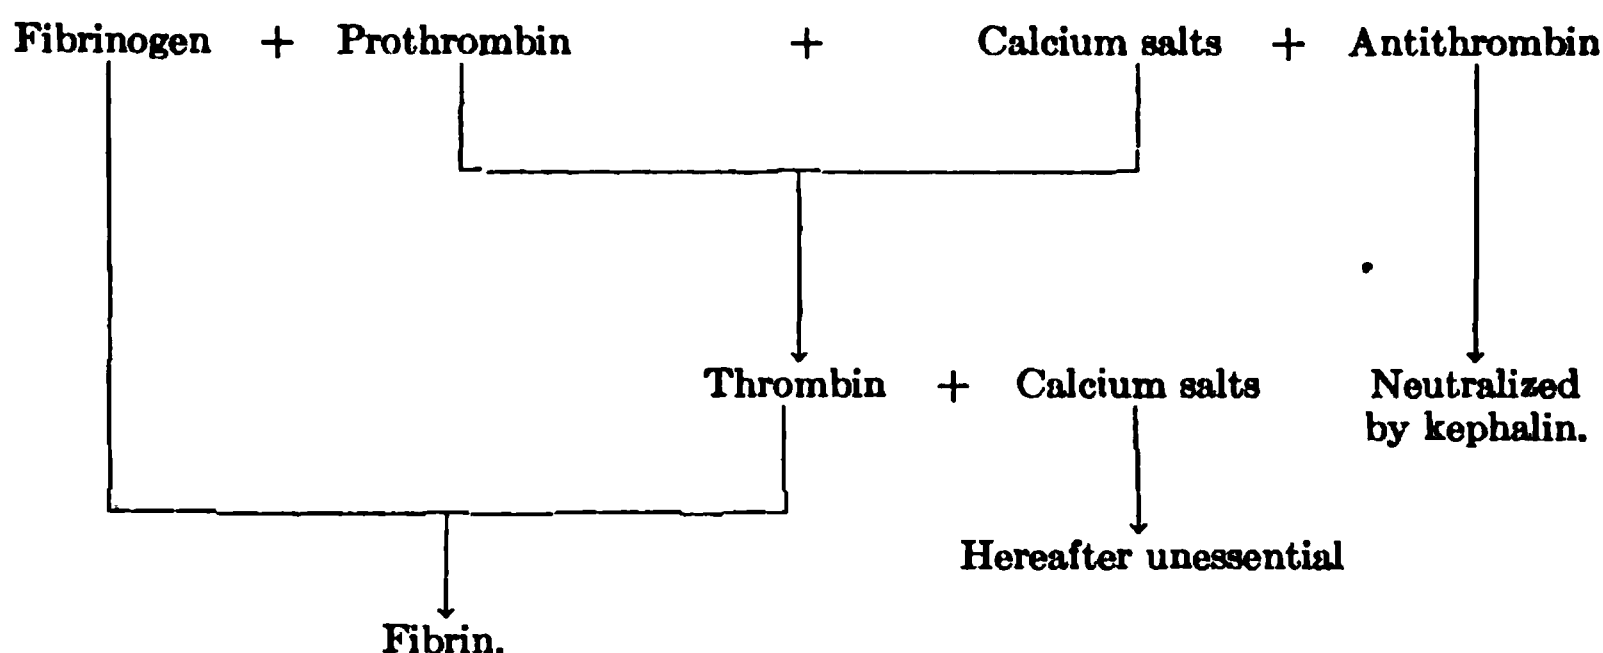 Fibrinogen + Prothrombin + Calcium salts + Antithrombin
Thrombin + Calcium salts
Neutralized
by kephalin.
Hereafter unessential
Fibrin.